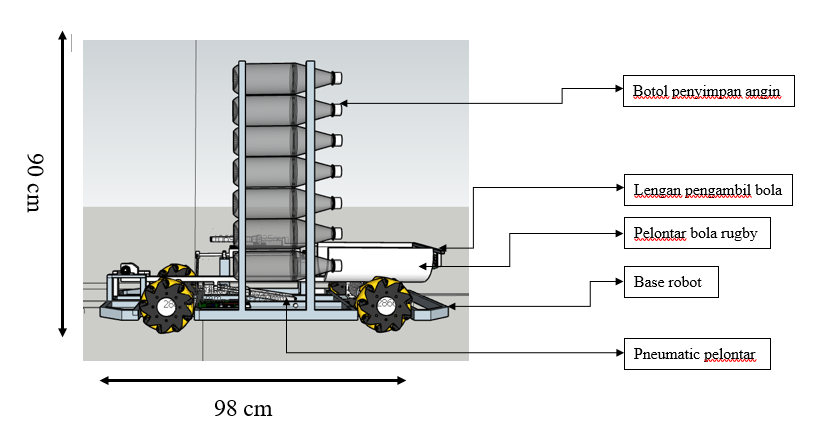 Botol penyimpan angin
90 cm
Lengan pengambil bola
Pelontar bola rugby
Base robot
Pneumatic pelontar
98 cm